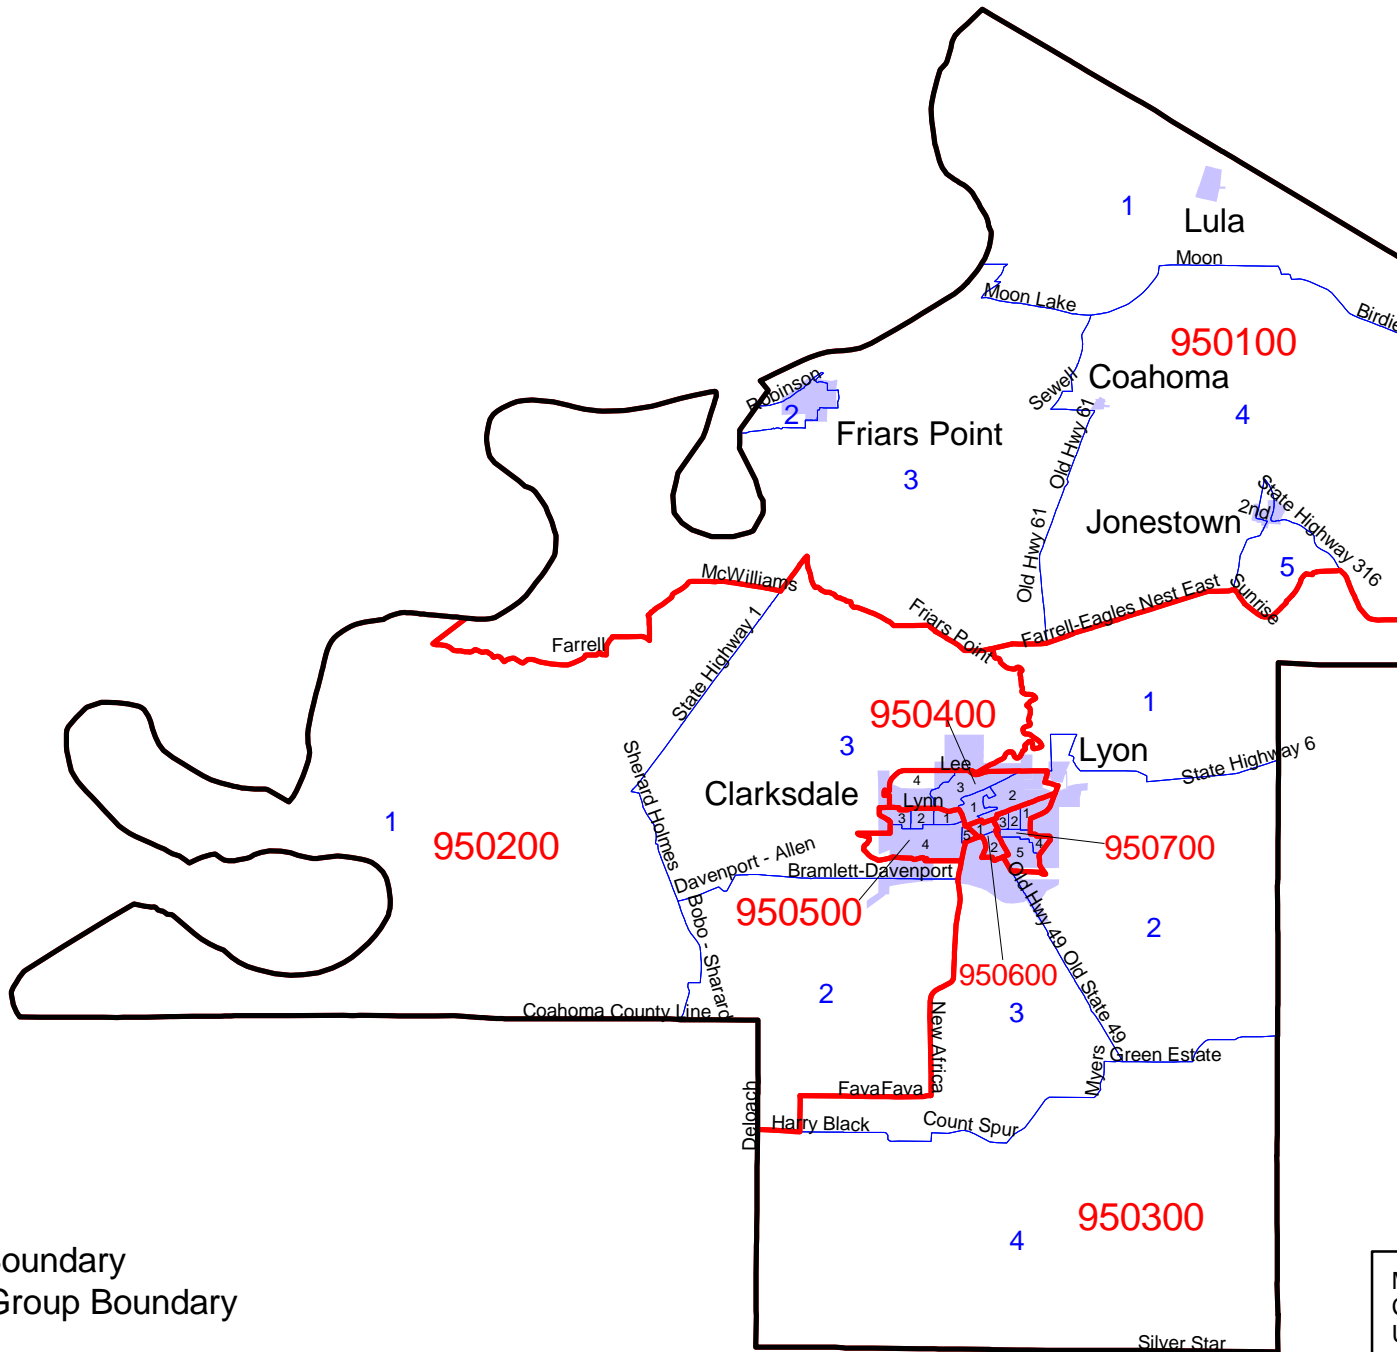 1
Lula
Moon
Moon Lake
Birdie
950100
Robinson
2
Sewell
Coahoma
Old Hwy 61
4
Friars Point
3
State Highway 316
2nd
Jonestown
Old Hwy 61
5
McWilliams
Sunrise
Farrell-Eagles Nest East
Friars Point
State Highway 1
Farrell
1
950400
3
Lyon
State Highway 6
Sherard Holmes
Lee
4
3
2
Clarksdale
Lynn
1
3
2
1
5
1
3
2
1
1
950200
4
2
5
4
950700
Davenport - Allen
Bramlett-Davenport
Old Hwy 49
950500
Bobo - Sharard
2
950600
Old State 49
2
3
Coahoma County Line
New Africa
Myers
Green Estate
Deloach
FavaFava
Harry Black
Count Spur
950300
4
oundary
Group Boundary
Silver Star